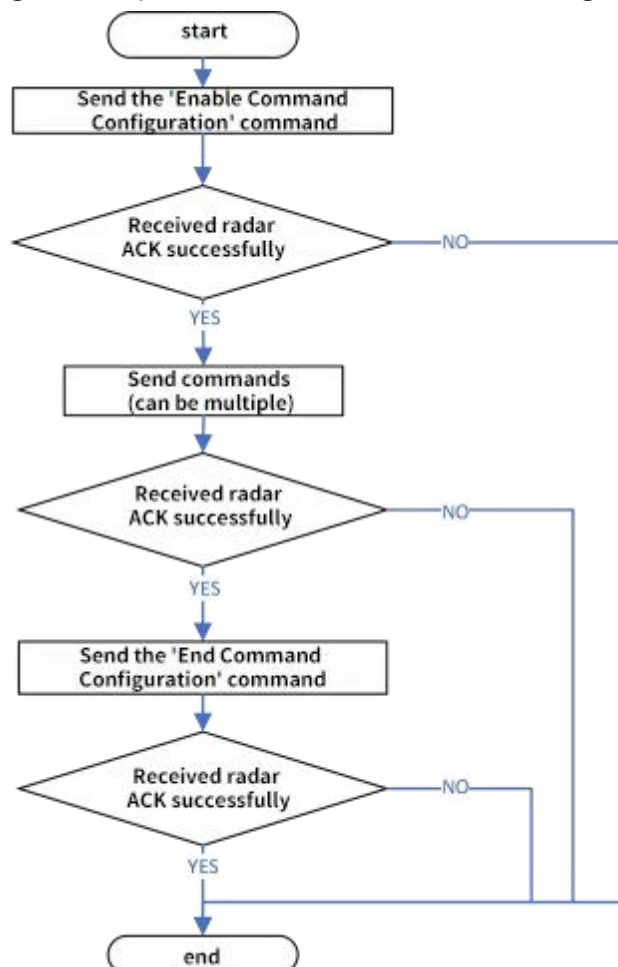 start
Send the 'Enable Command
Configuration' command
Received radar
ACK successfully
NO
YES
Send commands
(can be multiple)
Received radar
ACK successfully
NO
YES
Send the 'End Command
Configuration' command
Received radar
ACK successfully
NO
YES
end